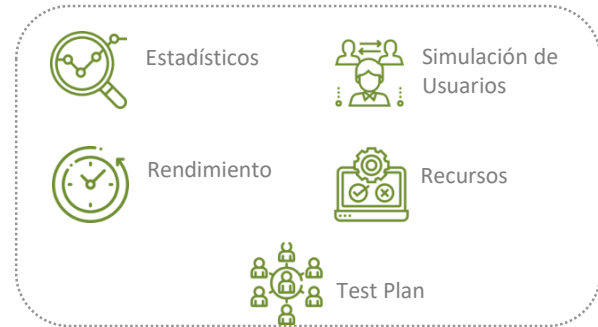 Estadísticos
Simulación de
Usuarios
Rendimiento
Recursos
Test Plan